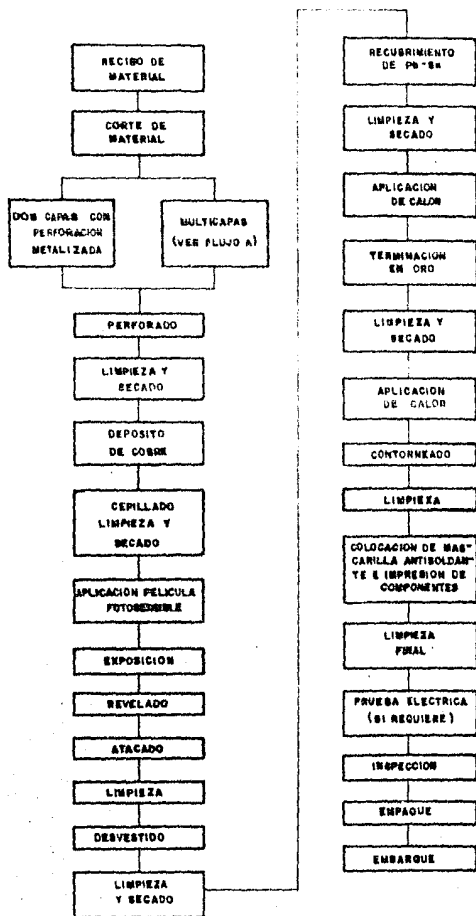 RECIBO DE
MATERIAL
CORTE DE
MATERIAL
DOS CAPAS CON
PERFORACION
METALIZADA
MULTICAPAS
(VER FLUJO A)
PERFORADO
LIMPIEZA Y
SECADO
DEPOSITO
DE COBRE
CEPILLADO
LIMPIEZA Y
SECADO
APLICACION PELICULA
FOTOSENSIBLE
EXPOSICION
REVELADO
ATACADO
LIMPIEZA
DESVESTIDO
LIMPIEZA
Y SECADO
RECUBRIMIENTO
DE Pb-Sn
LIMPIEZA Y
SECADO
APLICACION
DE CALOR
TERMINACION
EN ORO
LIMPIEZA Y
SECADO
APLICACION
DE CALOR
CONTORNEADO
LIMPIEZA
COLOCACION DE MAS-
CARILLA ANTISOLDAN-
TE E IMPRESION DE
COMPONENTES
LIMPIEZA
FINAL
PRUEBA ELECTRICA
(SI REQUIERE)
INSPECCION
EMPAQUE
EMBARQUE